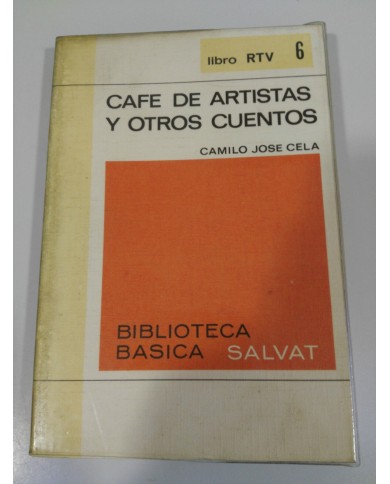 libro RTV 6
CAFE DE ARTISTAS
Y OTROS CUENTOS
CAMILO JOSE CELA
BIBLIOTECA
BASICA SALVAT